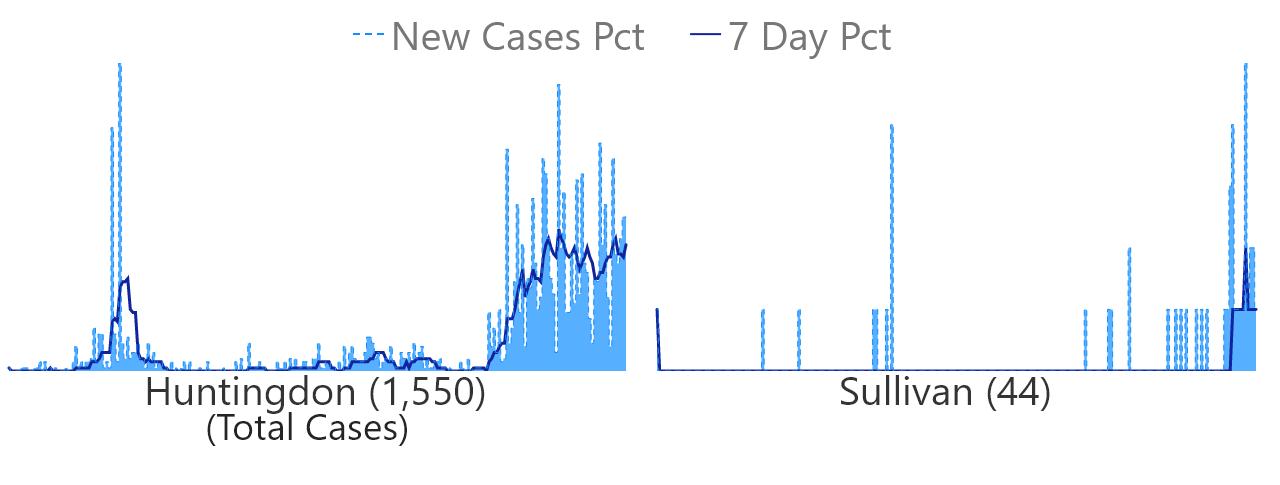 New Cases Pct 7 Day Pct
Huntingdon (1,550)
(Total Cases)
Sullivan (44)